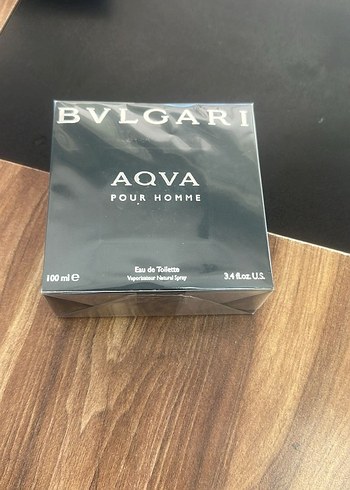 BVLGARI
AQVA
POUR HOMME
Eau de Toilette
Vaporisateur Natural Spray
100 ml ℮
3.4 fl.oz. U.S.